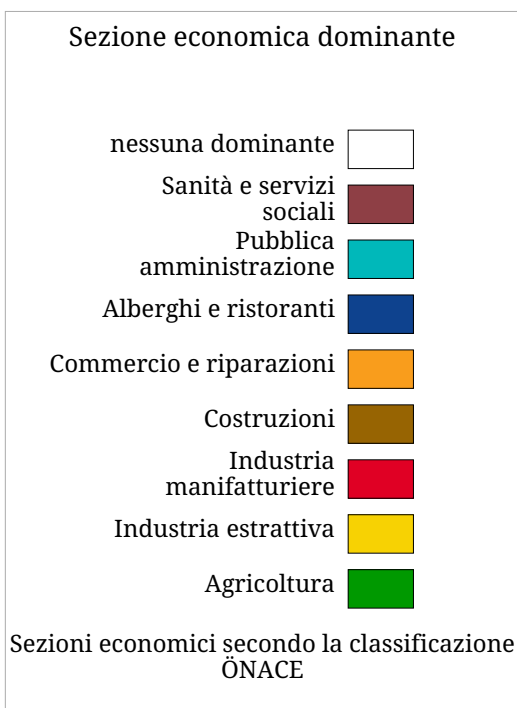 Sezione economica dominante
nessuna dominante
Sanità e servizi
sociali
Pubblica
amministrazione
Alberghi e ristoranti
Commercio e riparazioni
Costruzioni
Industria
manifatturiere
Industria estrattiva
Agricoltura
Sezioni economici secondo la classificazione
ÖNACE